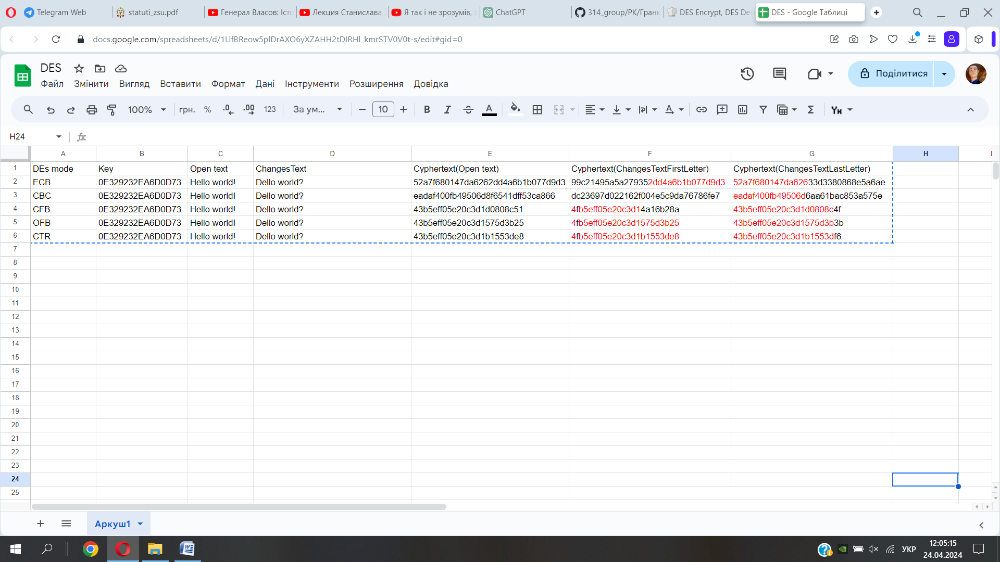 Telegram Web
statuti_zsu.pdf
Генерал Власов: Істо
Лекция Станислава
Я так і не зрозумів, з
ChatGPT
314_group/РК/Гранк
DES Encrypt, DES De
DES - Google Таблиці
docs.google.com/spreadsheets/d/1LlfBReow5plDrAXO6yXZAHH2tDlRHl_kmrSTV0V0t-s/edit#gid=0
DES
Файл Змінити Вигляд Вставити Формат Дані Інструменти Розширення Довідка
Поділитися
100% грн. % .0 .00 123 За ум... 10 B I A Σ Ун
H24 fx
A B C D E F G H
1 DEs mode Key Open text ChangesText Cyphertext(Open text) Cyphertext(ChangesTextFirstLetter) Cyphertext(ChangesTextLastLetter)
2 ECB 0E329232EA6D0D73 Hello world! Dello world? 52a7f680147da6262dd4a6b1b077d9d3 99c21495a5a279352dd4a6b1b077d9d3 52a7f680147da62633d3380868e5a6ae
3 CBC 0E329232EA6D0D73 Hello world! Dello world? eadaf400fb49506d8f6541dff53ca866 dc23697d022162f004e5c9da76786fe7 eadaf400fb49506d6aa61bac853a575e
4 CFB 0E329232EA6D0D73 Hello world! Dello world? 43b5eff05e20c3d1d0808c51 4fb5eff05e20c3d14a16b28a 43b5eff05e20c3d1d0808c4f
5 OFB 0E329232EA6D0D73 Hello world! Dello world? 43b5eff05e20c3d1575d3b25 4fb5eff05e20c3d1575d3b25 43b5eff05e20c3d1575d3b3b
6 CTR 0E329232EA6D0D73 Hello world! Dello world? 43b5eff05e20c3d1b1553de8 4fb5eff05e20c3d1b1553de8 43b5eff05e20c3d1b1553df6
7
8
9
10
11
12
13
14
15
16
17
18
19
20
21
22
23
24
25
Аркуш1
УКР
12:05:15
24.04.2024